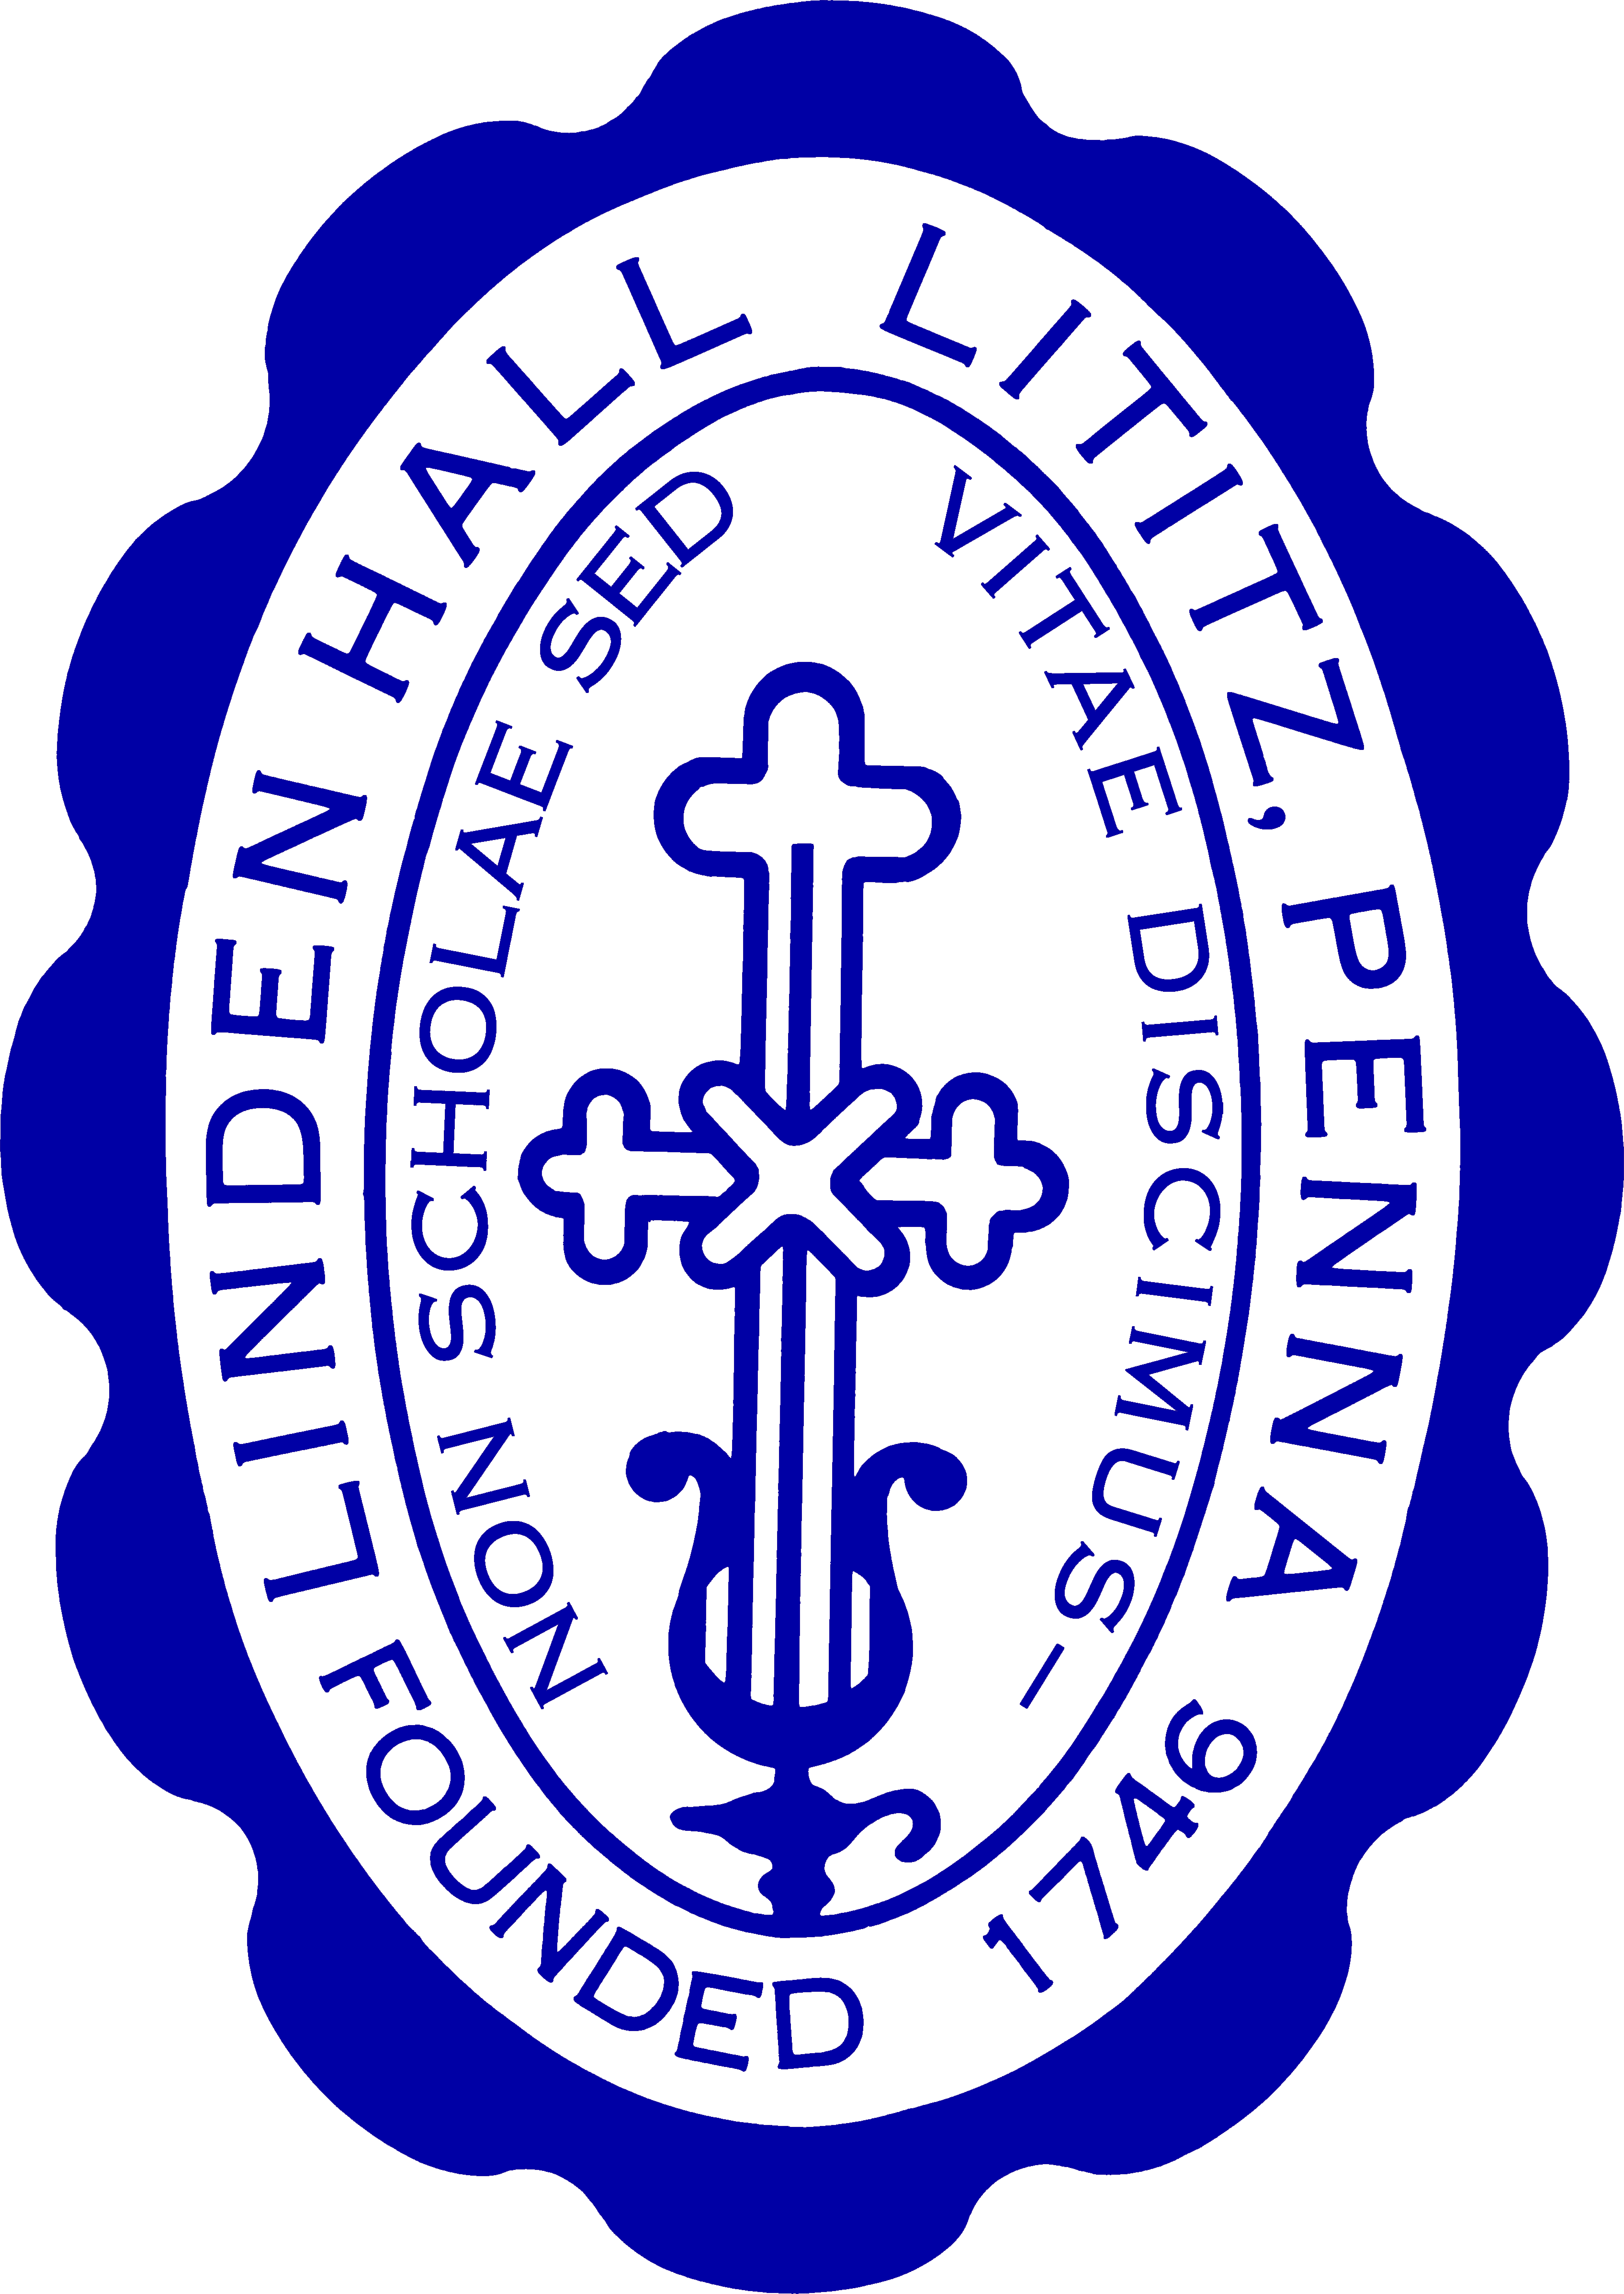 LINDEN HALL LITITZ, PENNA
FOUNDED 1746
NON SCHOLAE SED VITAE DISCIMUS –